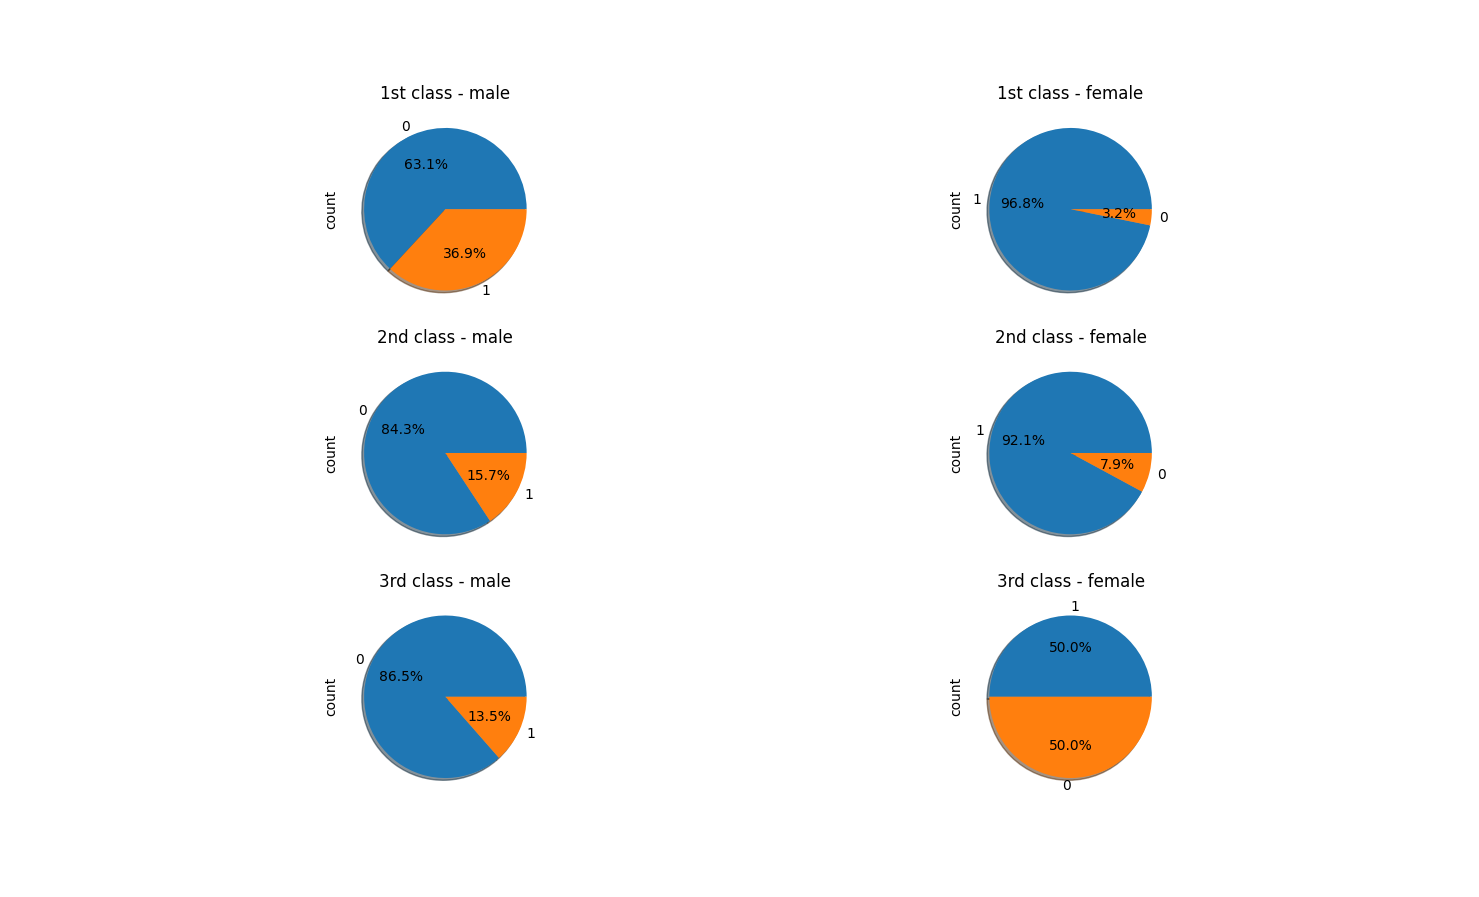 1st class - male
0
63.1%
count
36.9%
1
1st class - female
1
96.8%
count
3.2%
0
2nd class - male
0
84.3%
count
15.7%
1
2nd class - female
1
92.1%
count
7.9%
0
3rd class - male
0
86.5%
count
13.5%
1
3rd class - female
1
50.0%
count
50.0%
0